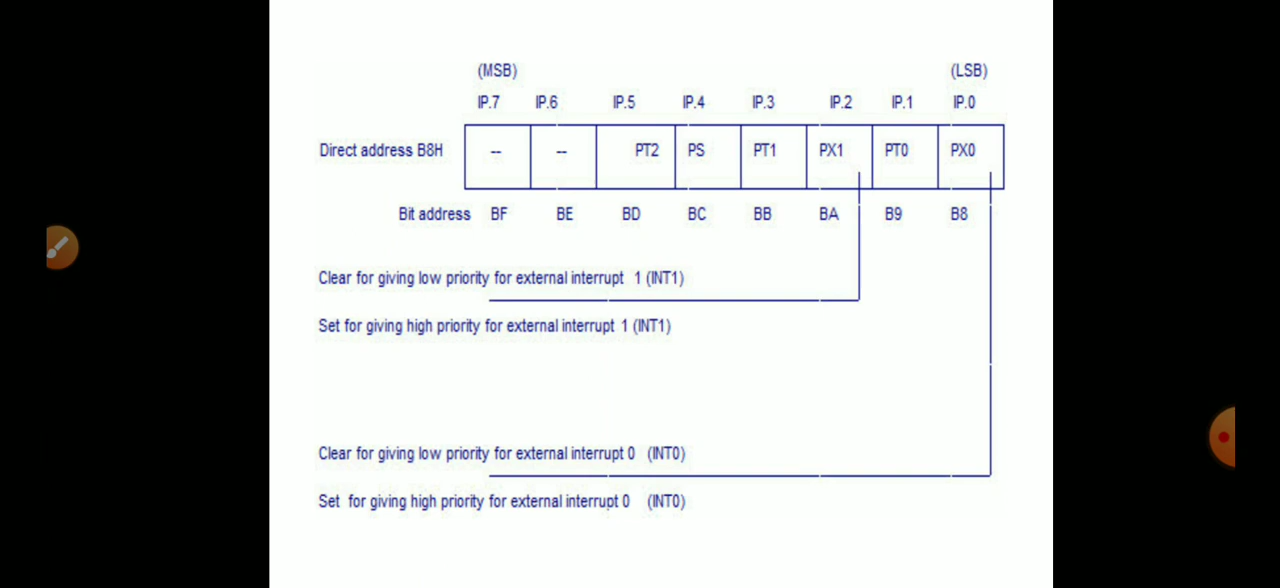 (MSB) (LSB)
IP.7 IP.6 IP.5 IP.4 IP.3 IP.2 IP.1 IP.0
Direct address B8H -- -- PT2 PS PT1 PX1 PT0 PX0
Bit address BF BE BD BC BB BA B9 B8
Clear for giving low priority for external interrupt 1 (INT1)
Set for giving high priority for external interrupt 1 (INT1)
Clear for giving low priority for external interrupt 0 (INT0)
Set for giving high priority for external interrupt 0 (INT0)